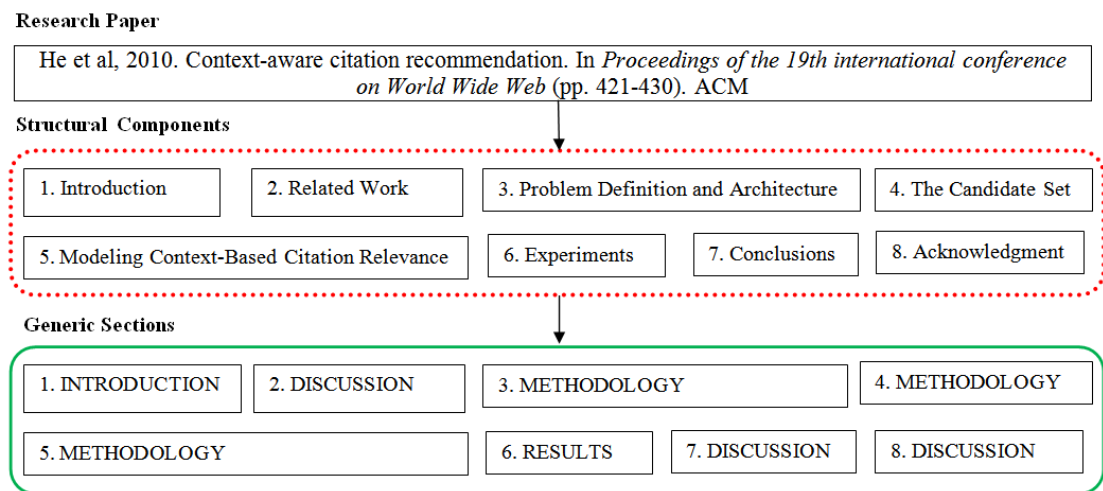 Research Paper
He et al, 2010. Context-aware citation recommendation. In Proceedings of the 19th international conference
on World Wide Web (pp. 421-430). ACM
Structural Components
1. Introduction
2. Related Work
3. Problem Definition and Architecture
4. The Candidate Set
5. Modeling Context-Based Citation Relevance
6. Experiments
7. Conclusions
8. Acknowledgment
Generic Sections
1. INTRODUCTION
2. DISCUSSION
3. METHODOLOGY
4. METHODOLOGY
5. METHODOLOGY
6. RESULTS
7. DISCUSSION
8. DISCUSSION